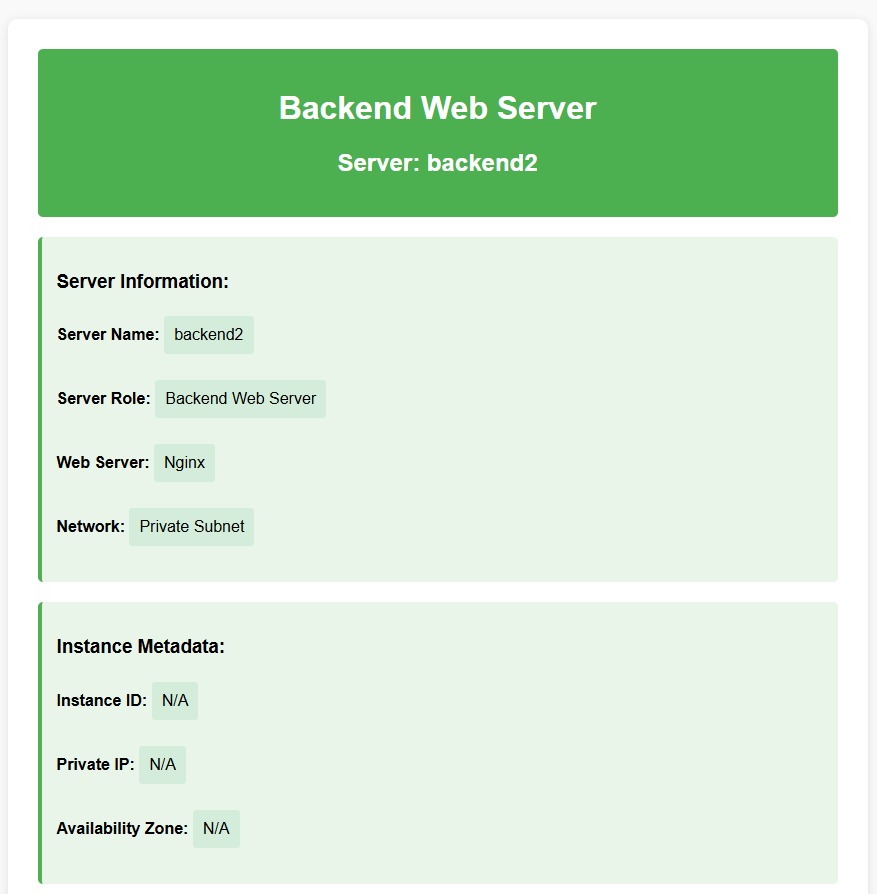 Backend Web Server
Server: backend2
Server Information:
Server Name: backend2
Server Role: Backend Web Server
Web Server: Nginx
Network: Private Subnet
Instance Metadata:
Instance ID: N/A
Private IP: N/A
Availability Zone: N/A